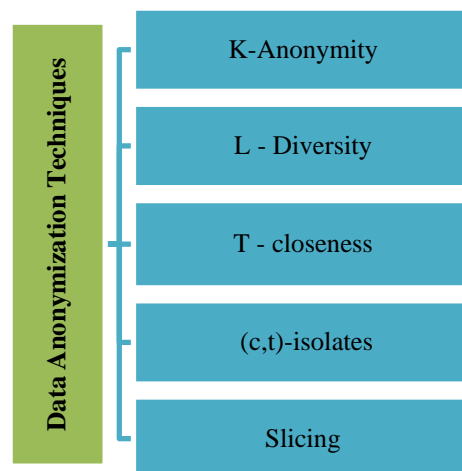 Data Anonymization Techniques
K-Anonymity
L - Diversity
T - closeness
(c,t)-isolates
Slicing